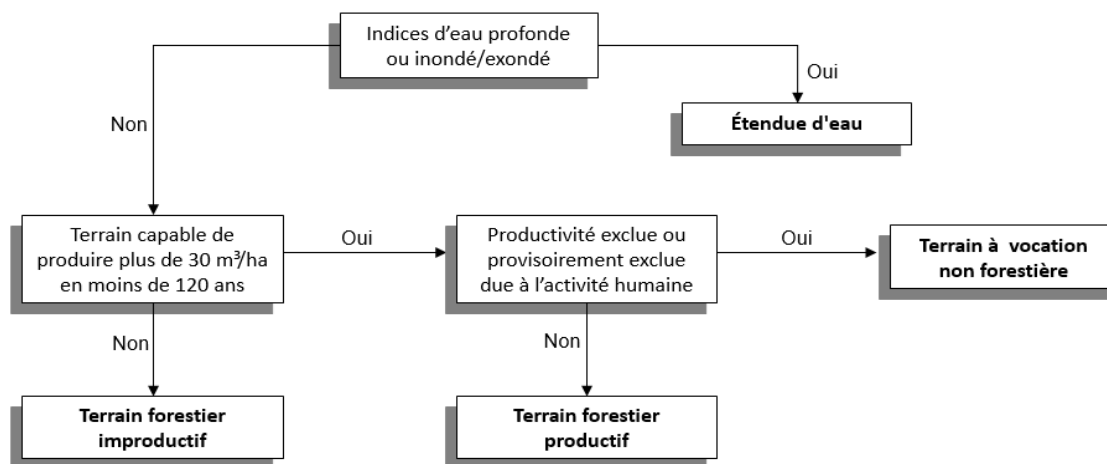 Indices d’eau profonde
ou inondé/exondé
Oui
Non
Étendue d'eau
Terrain capable de
produire plus de 30 m³/ha
en moins de 120 ans
Oui
Productivité exclue ou
provisoirement exclue
due à l’activité humaine
Oui
Terrain à vocation
non forestière
Non
Non
Terrain forestier
improductif
Terrain forestier
productif